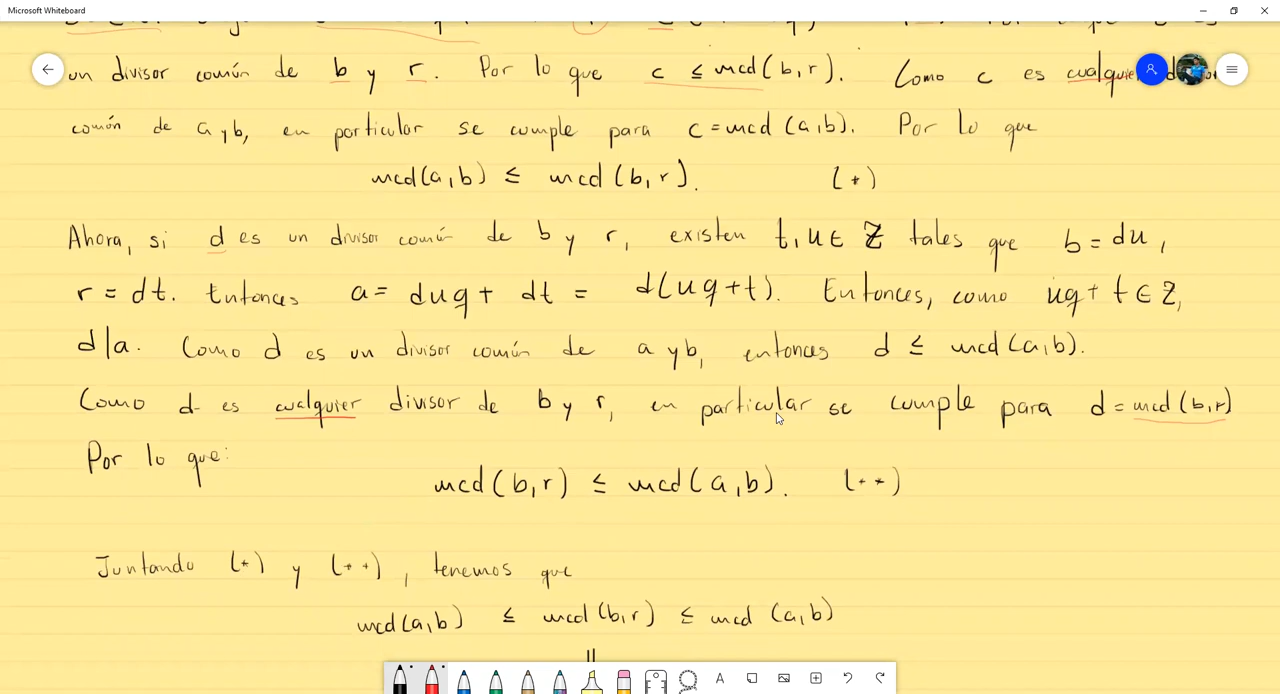 Microsoft Whiteboard
un divisor común de b y r. Por lo que c ≤ mcd(b,r). Como c es cualquier
común de a y b, en particular se cumple para c = mcd (a,b). Por lo que
mcd(a,b) ≤ mcd(b,r). (*)
Ahora, si d es un divisor común de b y r, existen t,u ∈ Z tales que b = du,
r = dt. Entonces a = duq + dt = d(uq+t). Entonces, como uq+t ∈ Z,
d|a. Como d es un divisor común de a y b, entonces d ≤ mcd(a,b).
Como d es cualquier divisor de b y r, en particular se cumple para d = mcd(b,r)
Por lo que:
mcd(b,r) ≤ mcd(a,b). (**)
Juntando (*) y (**), tenemos que
mcd(a,b) ≤ mcd(b,r) ≤ mcd (a,b)